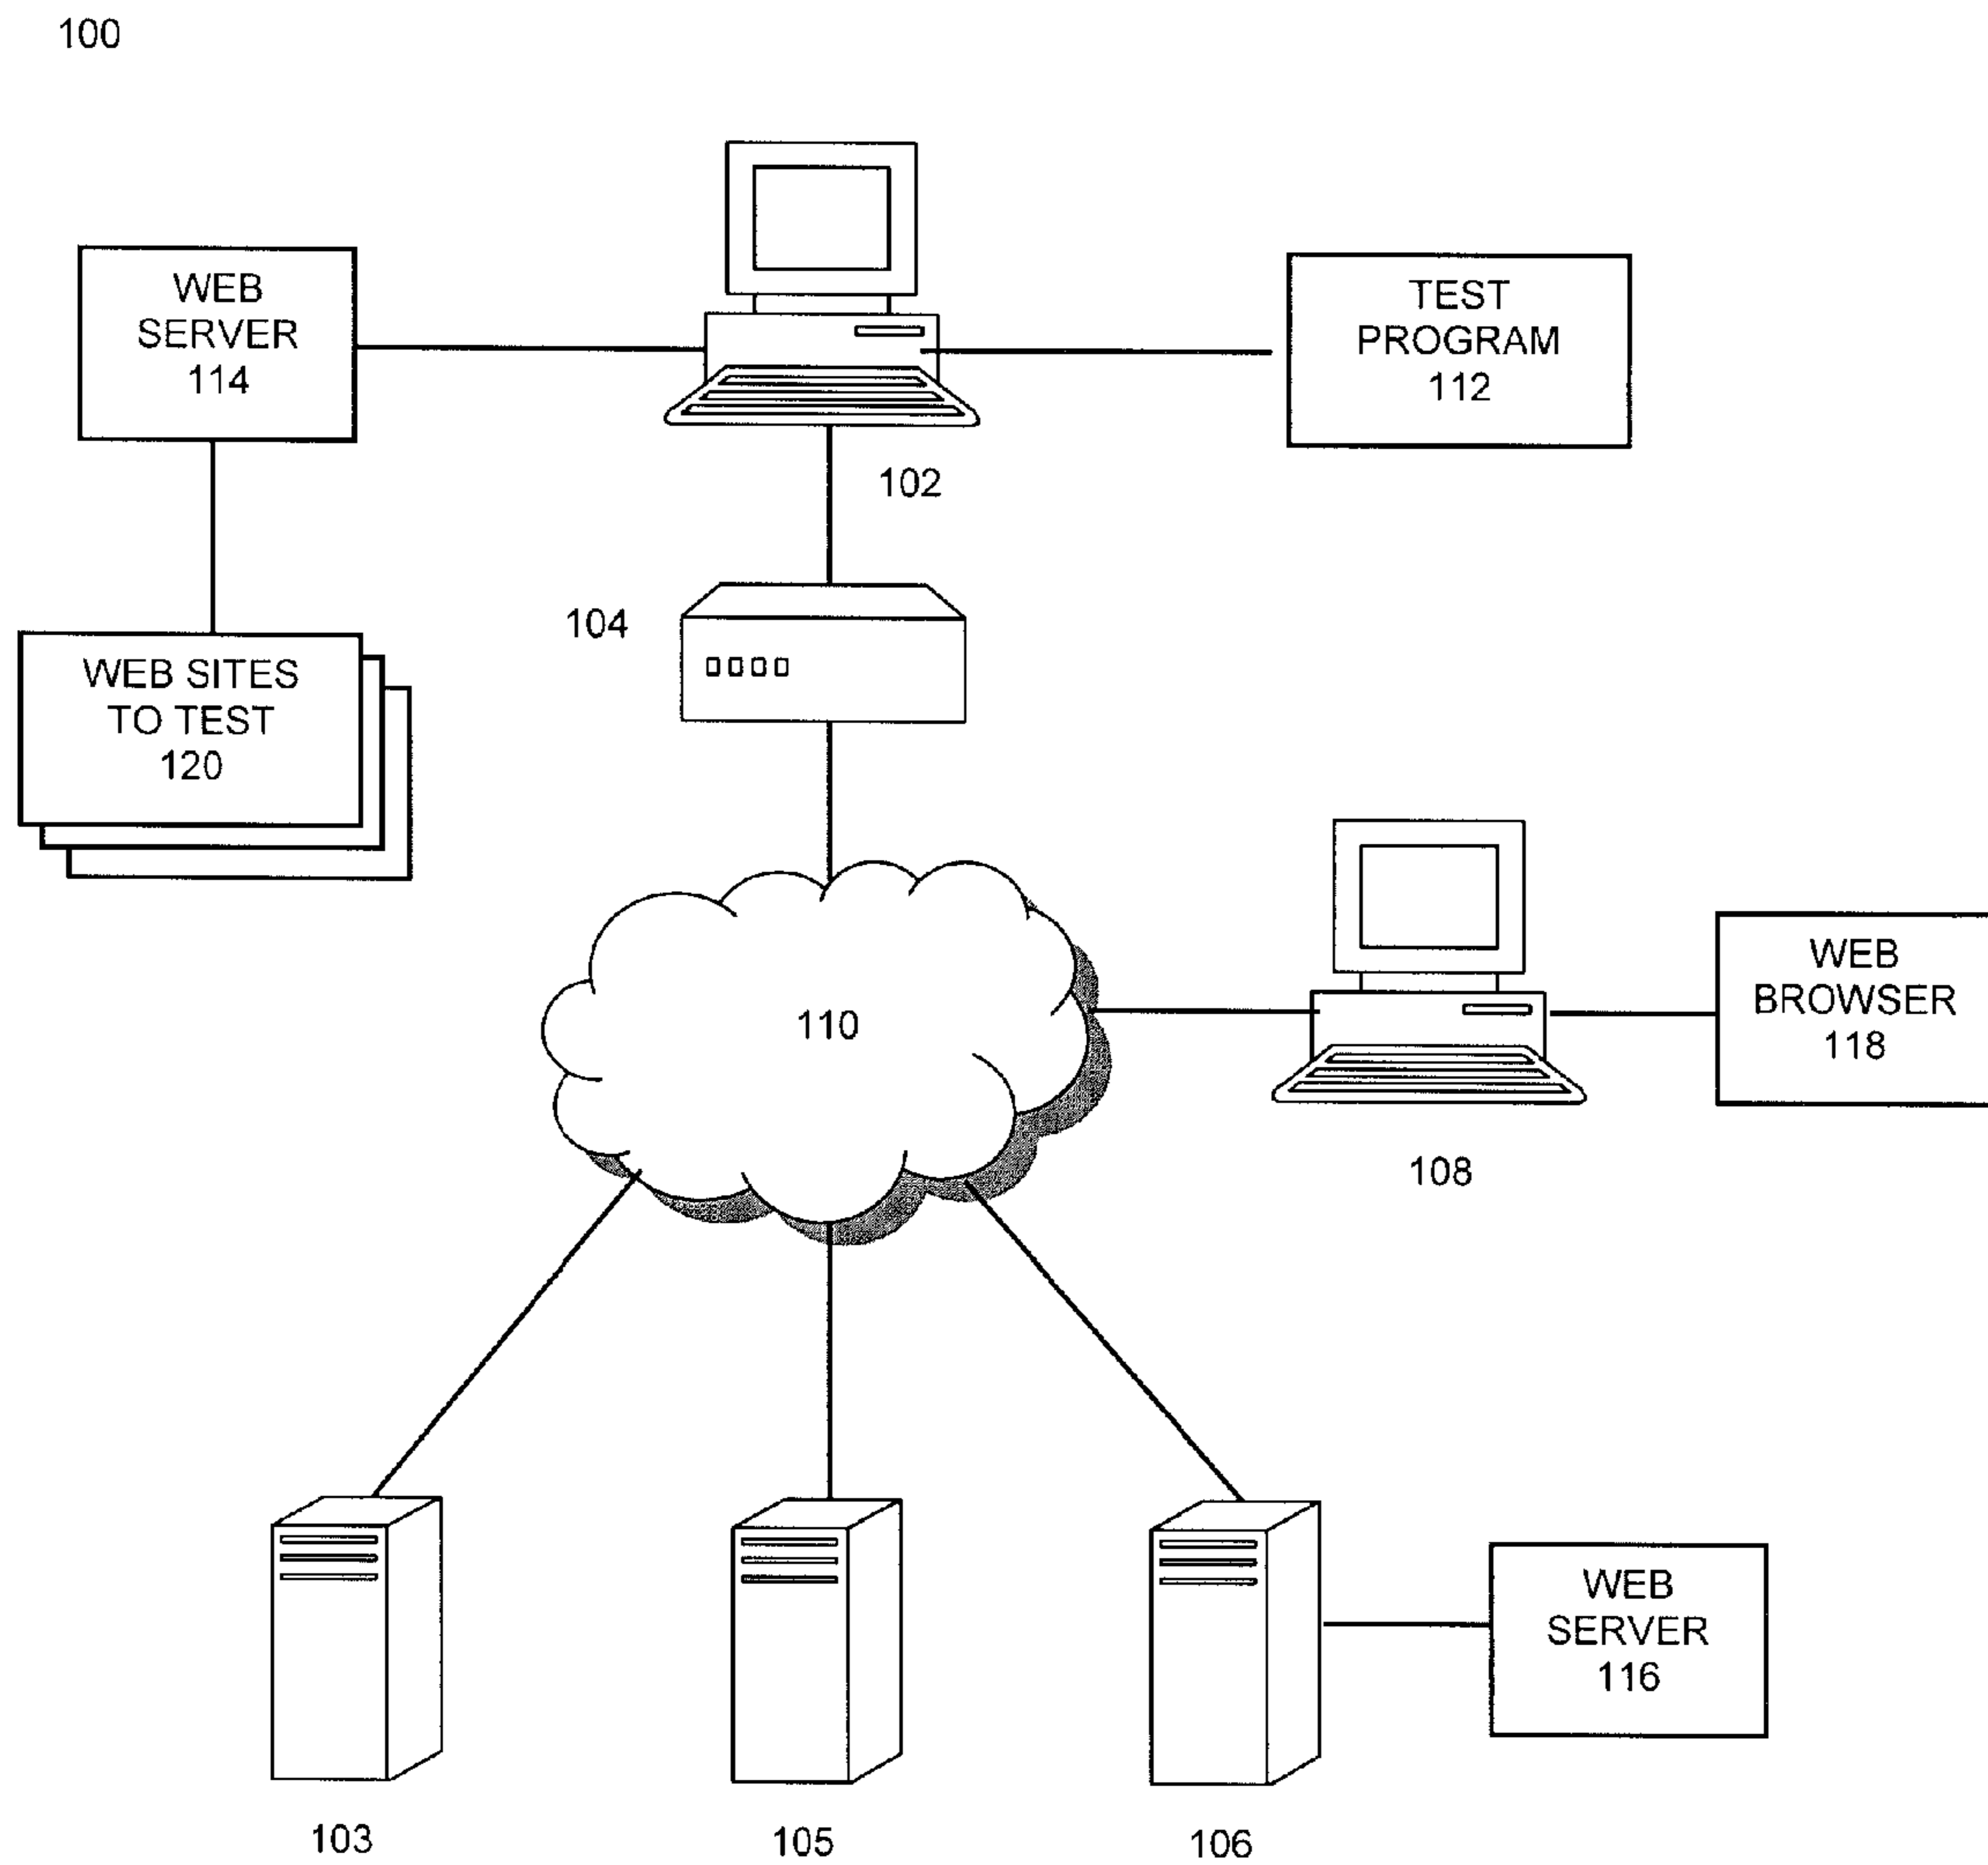 100
WEB
SERVER
114
TEST
PROGRAM
112
102
104
WEB SITES
TO TEST
120
110
WEB
BROWSER
118
108
WEB
SERVER
116
103
105
106